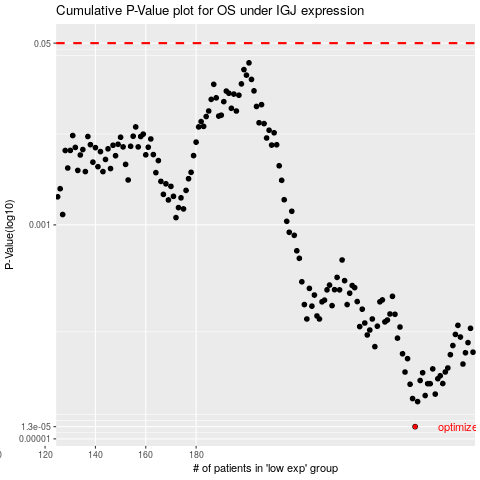 Cumulative P-Value plot for OS under IGJ expression
P-Value(log10)
0.05
0.001
1.3e-05
0.00001
optimize
0
120
140
160
180
# of patients in 'low exp' group